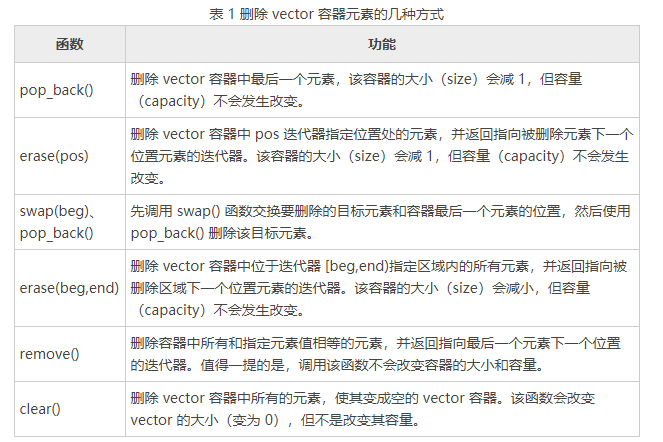 表 1 删除 vector 容器元素的几种方式
函数
功能
pop_back()
删除 vector 容器中最后一个元素，该容器的大小（size）会减 1，但容量
（capacity）不会发生改变。
erase(pos)
删除 vector 容器中 pos 迭代器指定位置处的元素，并返回指向被删除元素下一个
位置元素的迭代器。该容器的大小（size）会减 1，但容量（capacity）不会发生
改变。
swap(beg)、
pop_back()
先调用 swap() 函数交换要删除的目标元素和容器最后一个元素的位置，然后使用
pop_back() 删除该目标元素。
erase(beg,end)
删除 vector 容器中位于迭代器 [beg,end)指定区域内的所有元素，并返回指向被
删除区域下一个位置元素的迭代器。该容器的大小（size）会减小，但容量
（capacity）不会发生改变。
remove()
删除容器中所有和指定元素值相等的元素，并返回指向最后一个元素下一个位置
的迭代器。值得一提的是，调用该函数不会改变容器的大小和容量。
clear()
删除 vector 容器中所有的元素，使其变成空的 vector 容器。该函数会改变
vector 的大小（变为 0），但不是改变其容量。